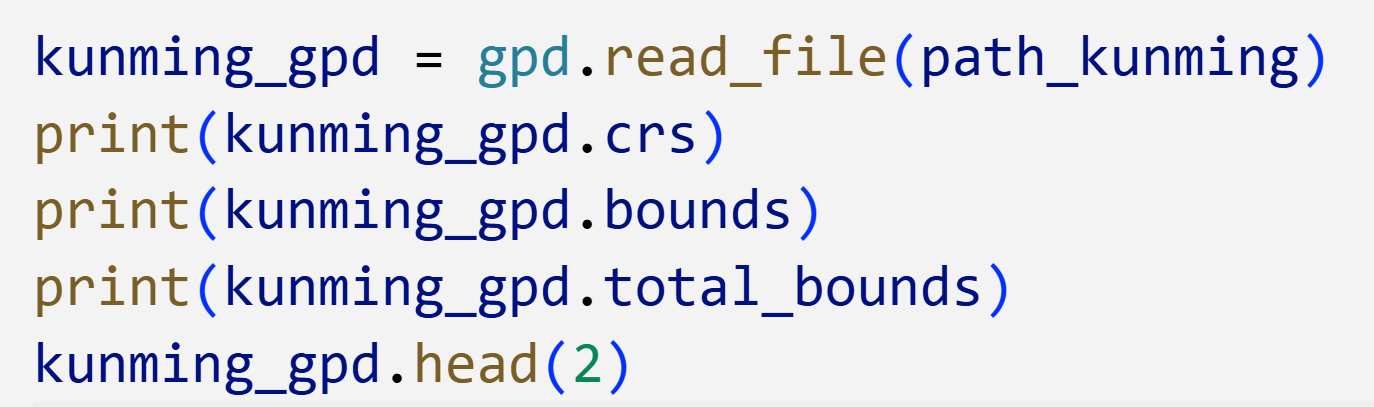 kunming_gpd = gpd.read_file(path_kunming)
print(kunming_gpd.crs)
print(kunming_gpd.bounds)
print(kunming_gpd.total_bounds)
kunming_gpd.head(2)